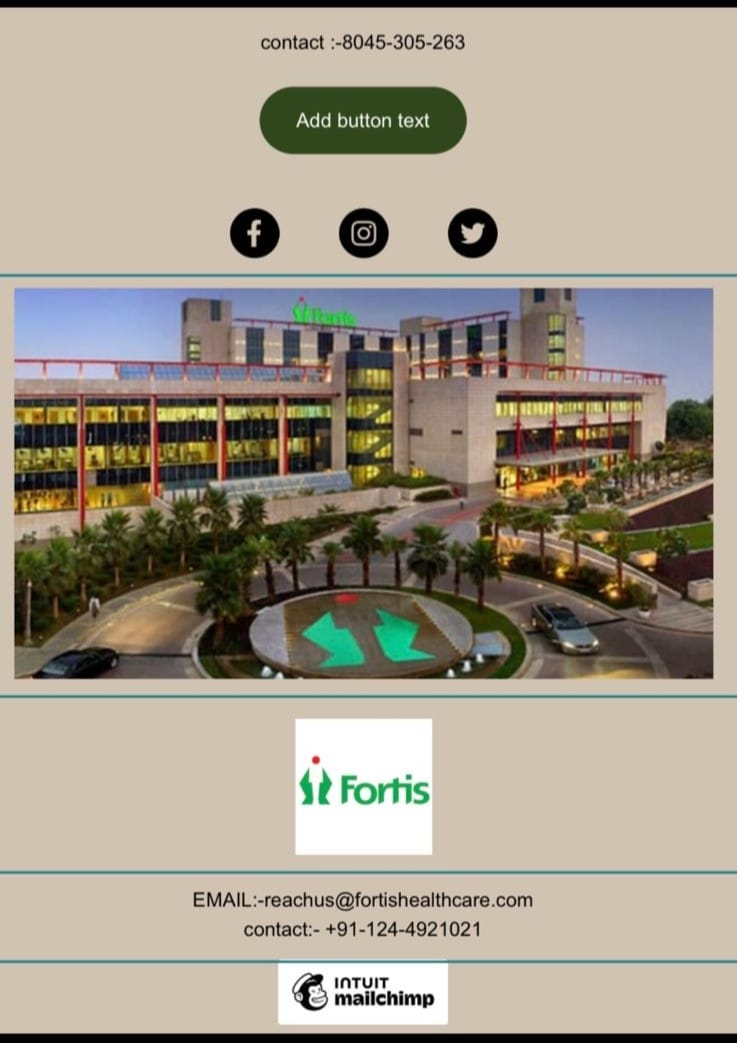 contact :-8045-305-263
Add button text
Fortis
Fortis
EMAIL:-reachus@fortishealthcare.com
contact:- +91-124-4921021
INTUIT
mailchimp